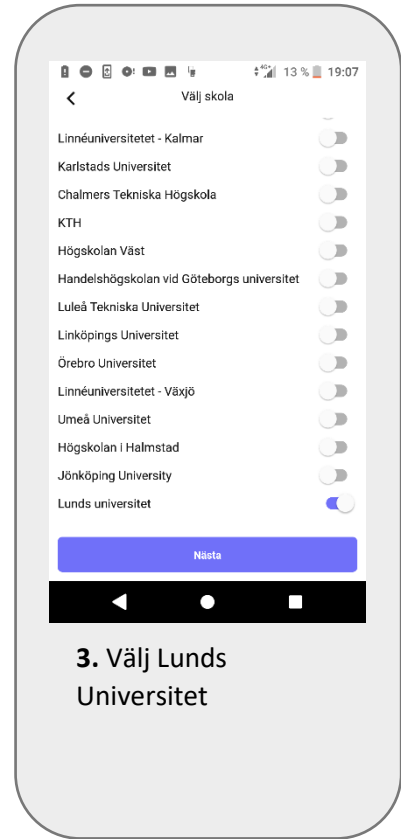 4G+ 13 % 19:07
Välj skola
Linnéuniversitetet - Kalmar
Karlstads Universitet
Chalmers Tekniska Högskola
KTH
Högskolan Väst
Handelshögskolan vid Göteborgs universitet
Luleå Tekniska Universitet
Linköpings Universitet
Örebro Universitet
Linnéuniversitetet - Växjö
Umeå Universitet
Högskolan i Halmstad
Jönköping University
Lunds universitet
Nästa
3. Välj Lunds
Universitet